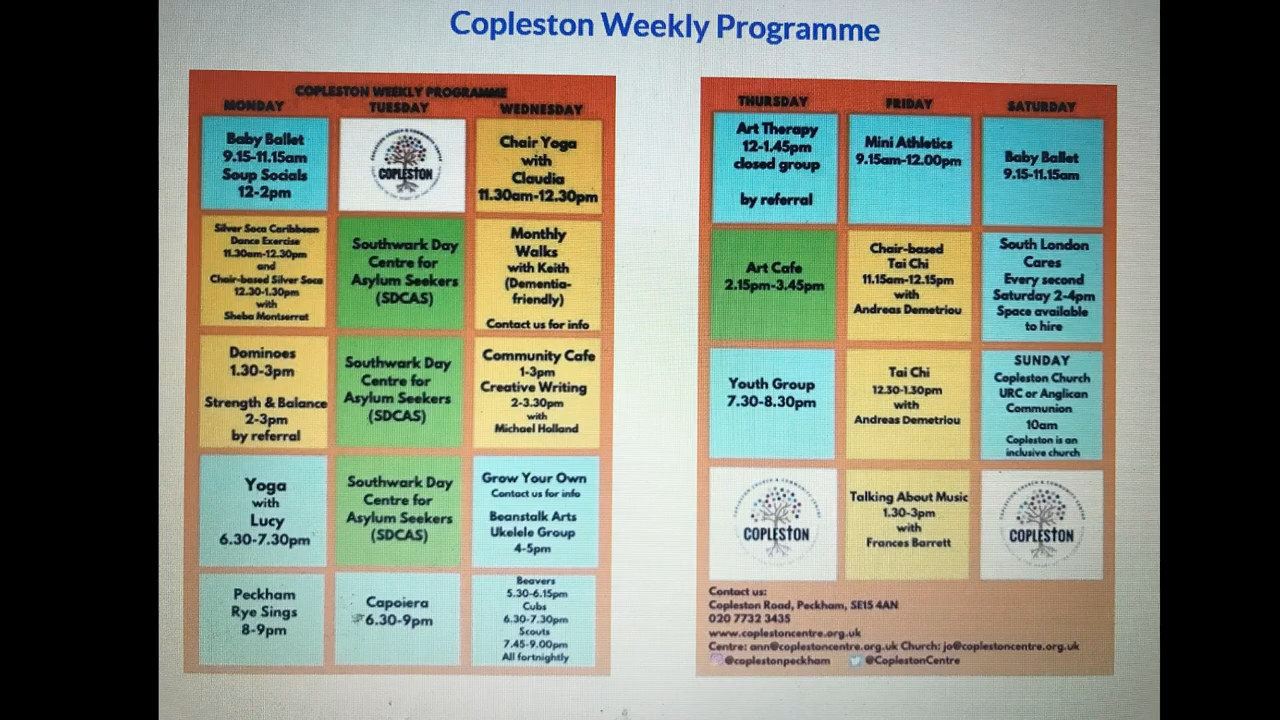 Copleston Weekly Programme
COPLESTON WEEKLY PROGRAMME
MONDAY
TUESDAY
WEDNESDAY
Baby Ballet
9.15-11.15am
Soup Socials
12-2pm
COPLESTON
Chair Yoga
with
Claudia
11.30am-12.30pm
Silver Soca Caribbean
Dance Exercise
11.30am-12.30pm
and
Chair-based Silver Soca
12.30-1.30pm
with
Sheba Montserrat
Southwark Day
Centre for
Asylum Seekers
(SDCAS)
Monthly
Walks
with Keith
(Dementia-
friendly)
Contact us for info
Dominoes
1.30-3pm
Strength & Balance
2-3pm
by referral
Southwark Day
Centre for
Asylum Seekers
(SDCAS)
Community Cafe
1-3pm
Creative Writing
2-3.30pm
with
Michael Holland
Yoga
with
Lucy
6.30-7.30pm
Southwark Day
Centre for
Asylum Seekers
(SDCAS)
Grow Your Own
Contact us for info
Beanstalk Arts
Ukelele Group
4-5pm
Peckham
Rye Sings
8-9pm
Capoiera
6.30-9pm
Beavers
5.30-6.15pm
Cubs
6.30-7.30pm
Scouts
7.45-9.00pm
All fortnightly
THURSDAY
FRIDAY
SATURDAY
Art Therapy
12-1.45pm
closed group
by referral
Mini Athletics
9.15am-12.00pm
Baby Ballet
9.15-11.15am
Art Cafe
2.15pm-3.45pm
Chair-based
Tai Chi
11.15am-12.15pm
with
Andreas Demetriou
South London
Cares
Every second
Saturday 2-4pm
Space available
to hire
Youth Group
7.30-8.30pm
Tai Chi
12.30-1.30pm
with
Andreas Demetriou
SUNDAY
Copleston Church
URC or Anglican
Communion
10am
Copleston is an
inclusive church
COPLESTON
Talking About Music
1.30-3pm
with
Frances Barrett
COPLESTON
Contact us:
Copleston Road, Peckham, SE15 4AN
020 7732 3435
www.coplestoncentre.org.uk
Centre: ann@coplestoncentre.org.uk Church: jo@coplestoncentre.org.uk
@coplestonpeckham @CoplestonCentre